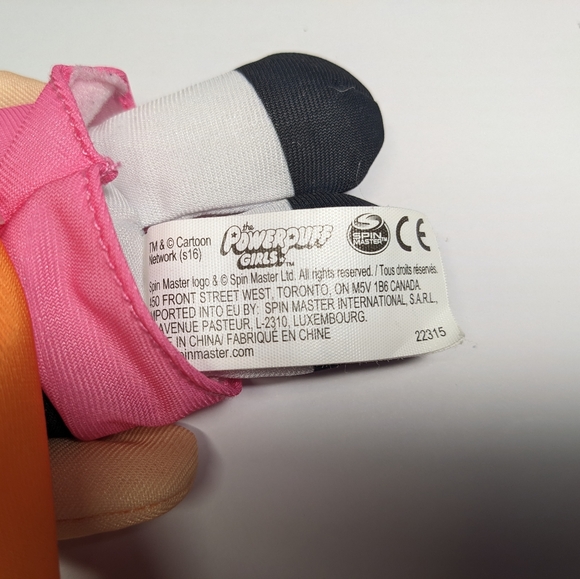 TM & © Cartoon
Network (s16)
the
POWERPUFF
GIRLS
TM
SPIN
MASTER
TM
CE
Spin Master logo & © Spin Master Ltd. All rights reserved. / Tous droits réservés.
450 FRONT STREET WEST, TORONTO, ON M5V 1B6 CANADA.
IMPORTED INTO EU BY: SPIN MASTER INTERNATIONAL, S.A.R.L.,
AVENUE PASTEUR, L-2310, LUXEMBOURG.
IN CHINA/ FABRIQUÉ EN CHINE
22315
pinmaster.com